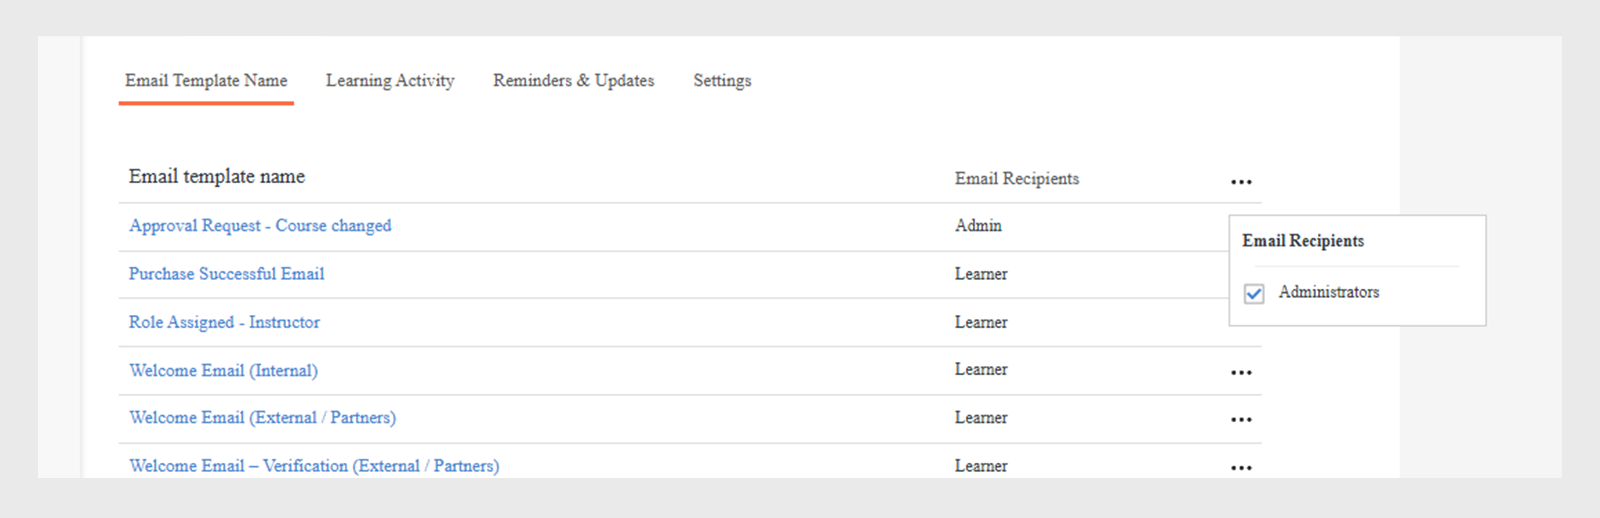 Email Template Name Learning Activity Reminders & Updates Settings
Email template name Email Recipients
Approval Request - Course changed Admin
Purchase Successful Email Learner
Role Assigned - Instructor Learner
Welcome Email (Internal) Learner
Welcome Email (External / Partners) Learner
Welcome Email – Verification (External / Partners) Learner
Email Recipients
Administrators